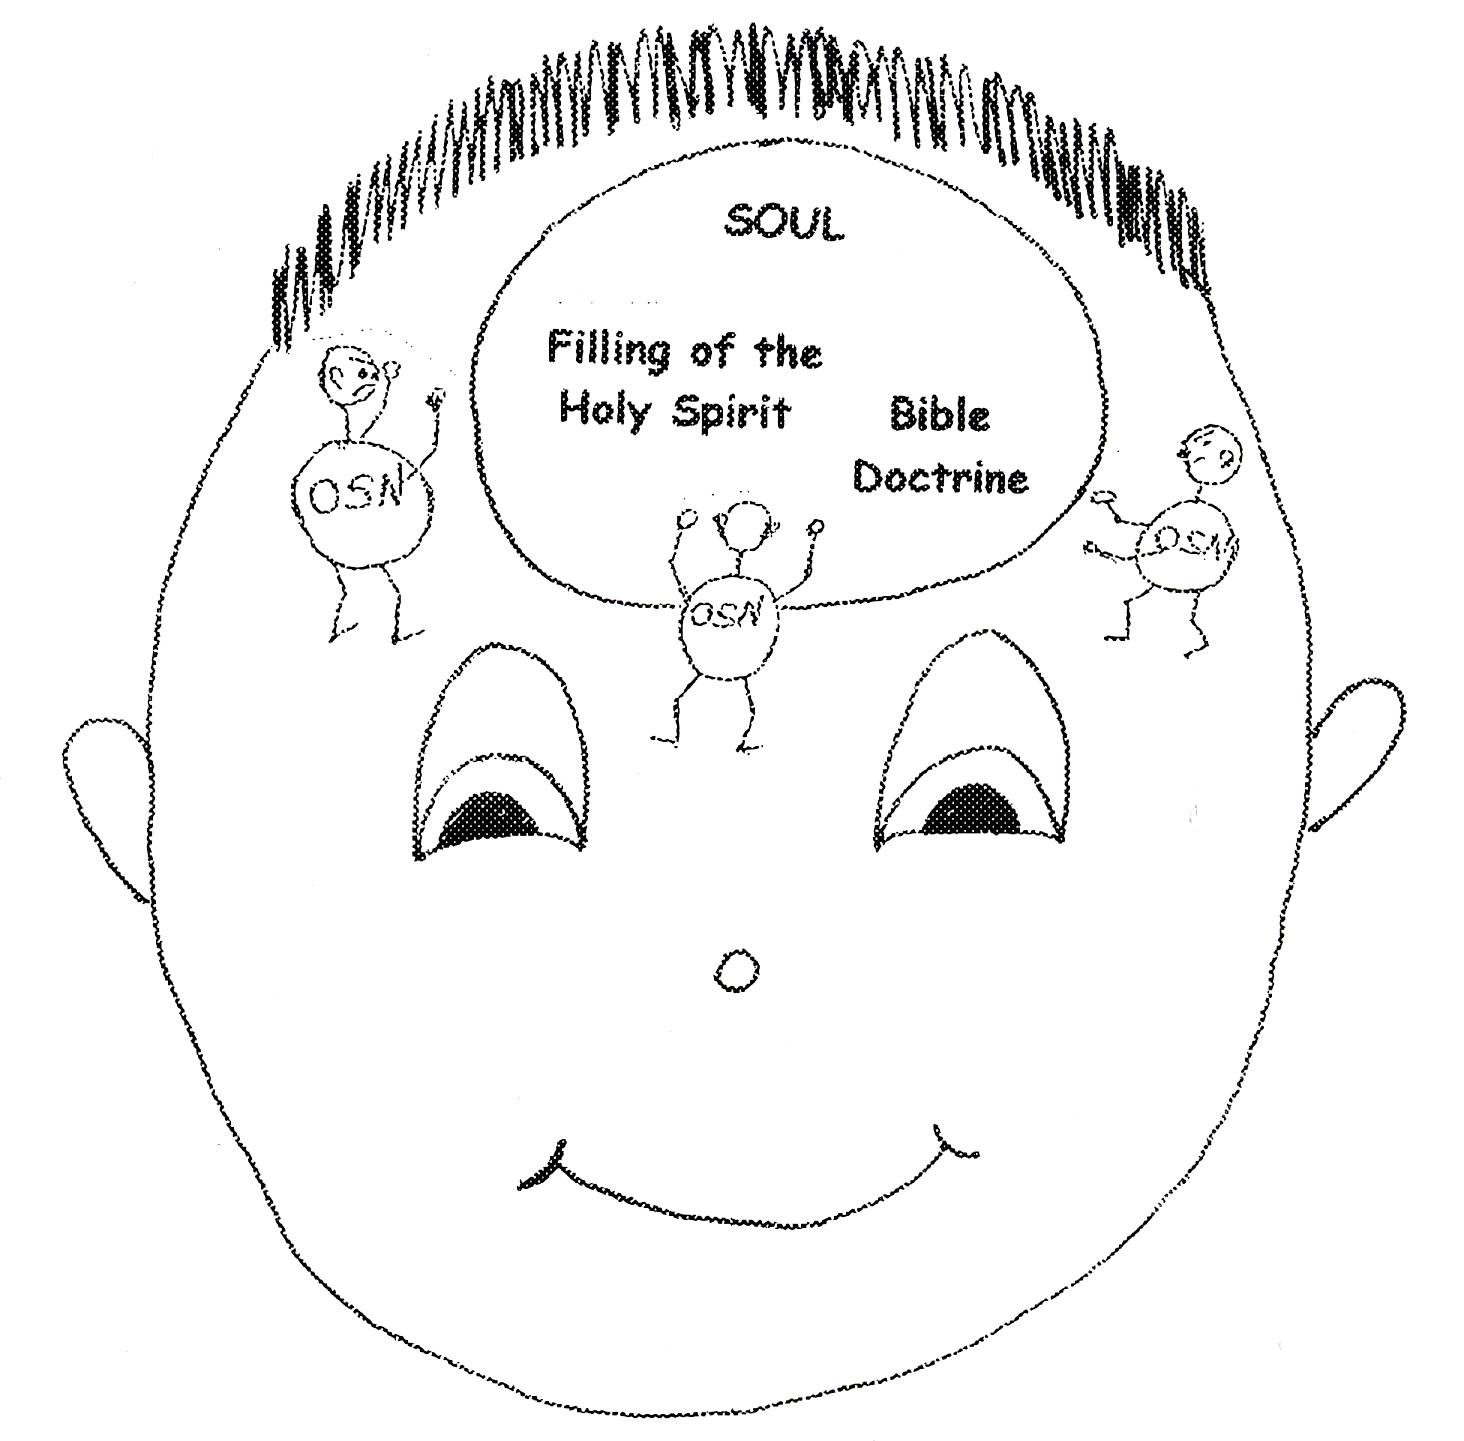 SOUL
Filling of the
Holy Spirit
Bible
Doctrine
OSN
OSN
OSN